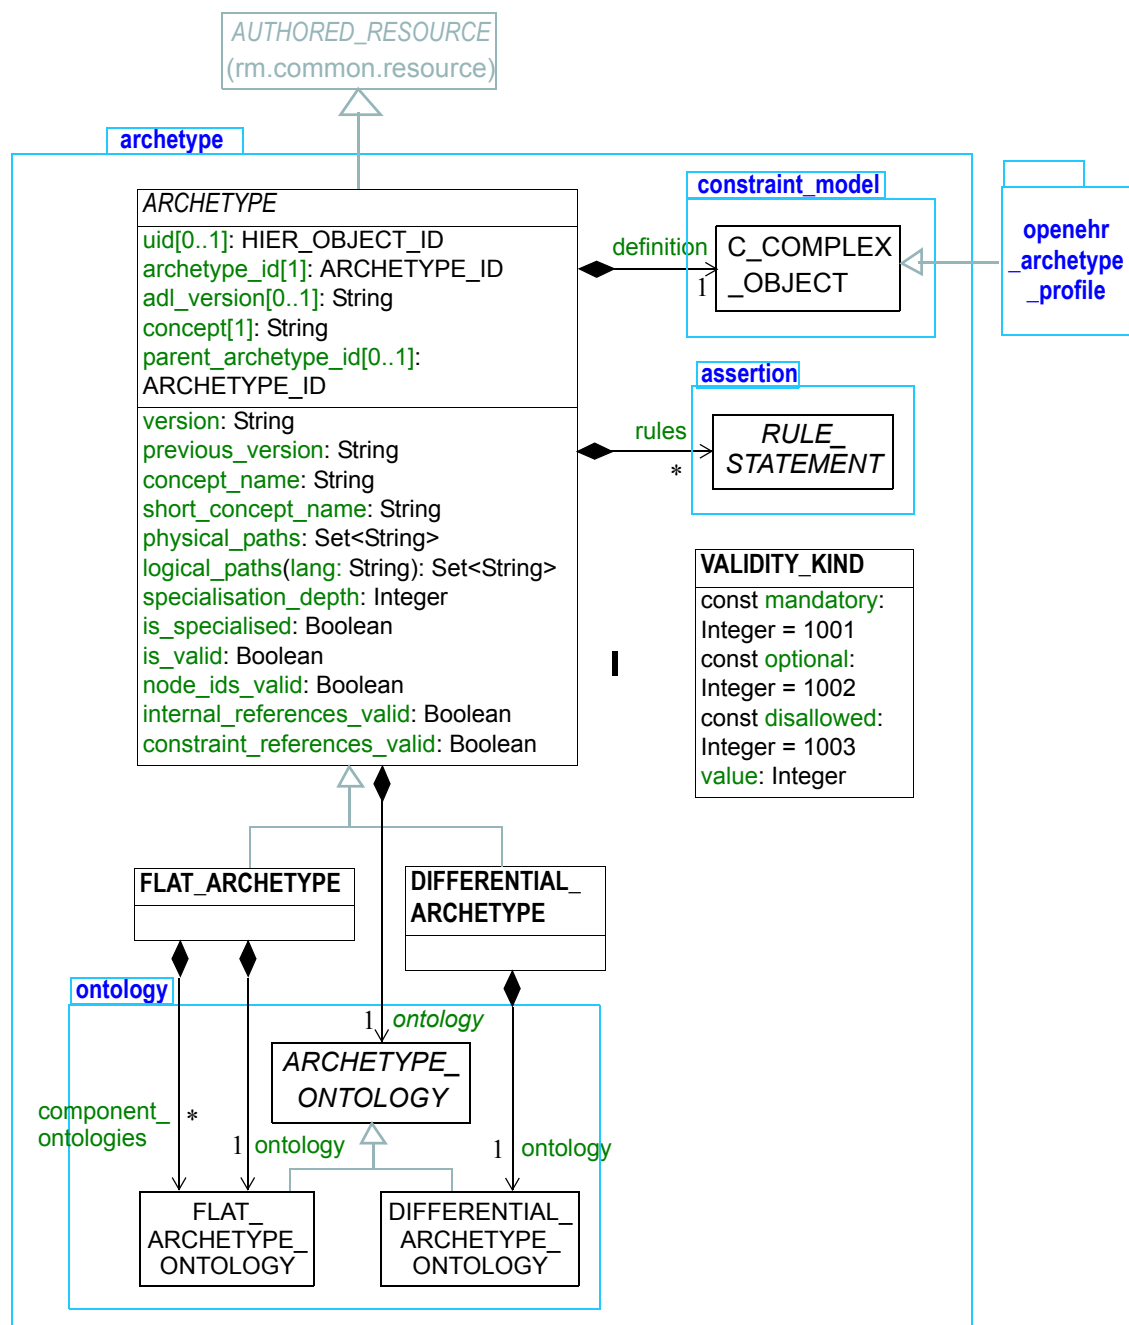 AUTHORED_RESOURCE
(rm.common.resource)
archetype
ARCHETYPE
uid[0..1]: HIER_OBJECT_ID
archetype_id[1]: ARCHETYPE_ID
adl_version[0..1]: String
concept[1]: String
parent_archetype_id[0..1]:
ARCHETYPE_ID
version: String
previous_version: String
concept_name: String
short_concept_name: String
physical_paths: Set<String>
logical_paths(lang: String): Set<String>
specialisation_depth: Integer
is_specialised: Boolean
is_valid: Boolean
node_ids_valid: Boolean
internal_references_valid: Boolean
constraint_references_valid: Boolean
definition
1
constraint_model
C_COMPLEX
_OBJECT
openehr
_archetype
_profile
rules
*
assertion
RULE_
STATEMENT
VALIDITY_KIND
const mandatory:
Integer = 1001
const optional:
Integer = 1002
const disallowed:
Integer = 1003
value: Integer
FLAT_ARCHETYPE
DIFFERENTIAL_
ARCHETYPE
ontology
1 ontology
ARCHETYPE_
ONTOLOGY
component_
ontologies
*
1 ontology
1 ontology
FLAT_
ARCHETYPE_
ONTOLOGY
DIFFERENTIAL_
ARCHETYPE_
ONTOLOGY